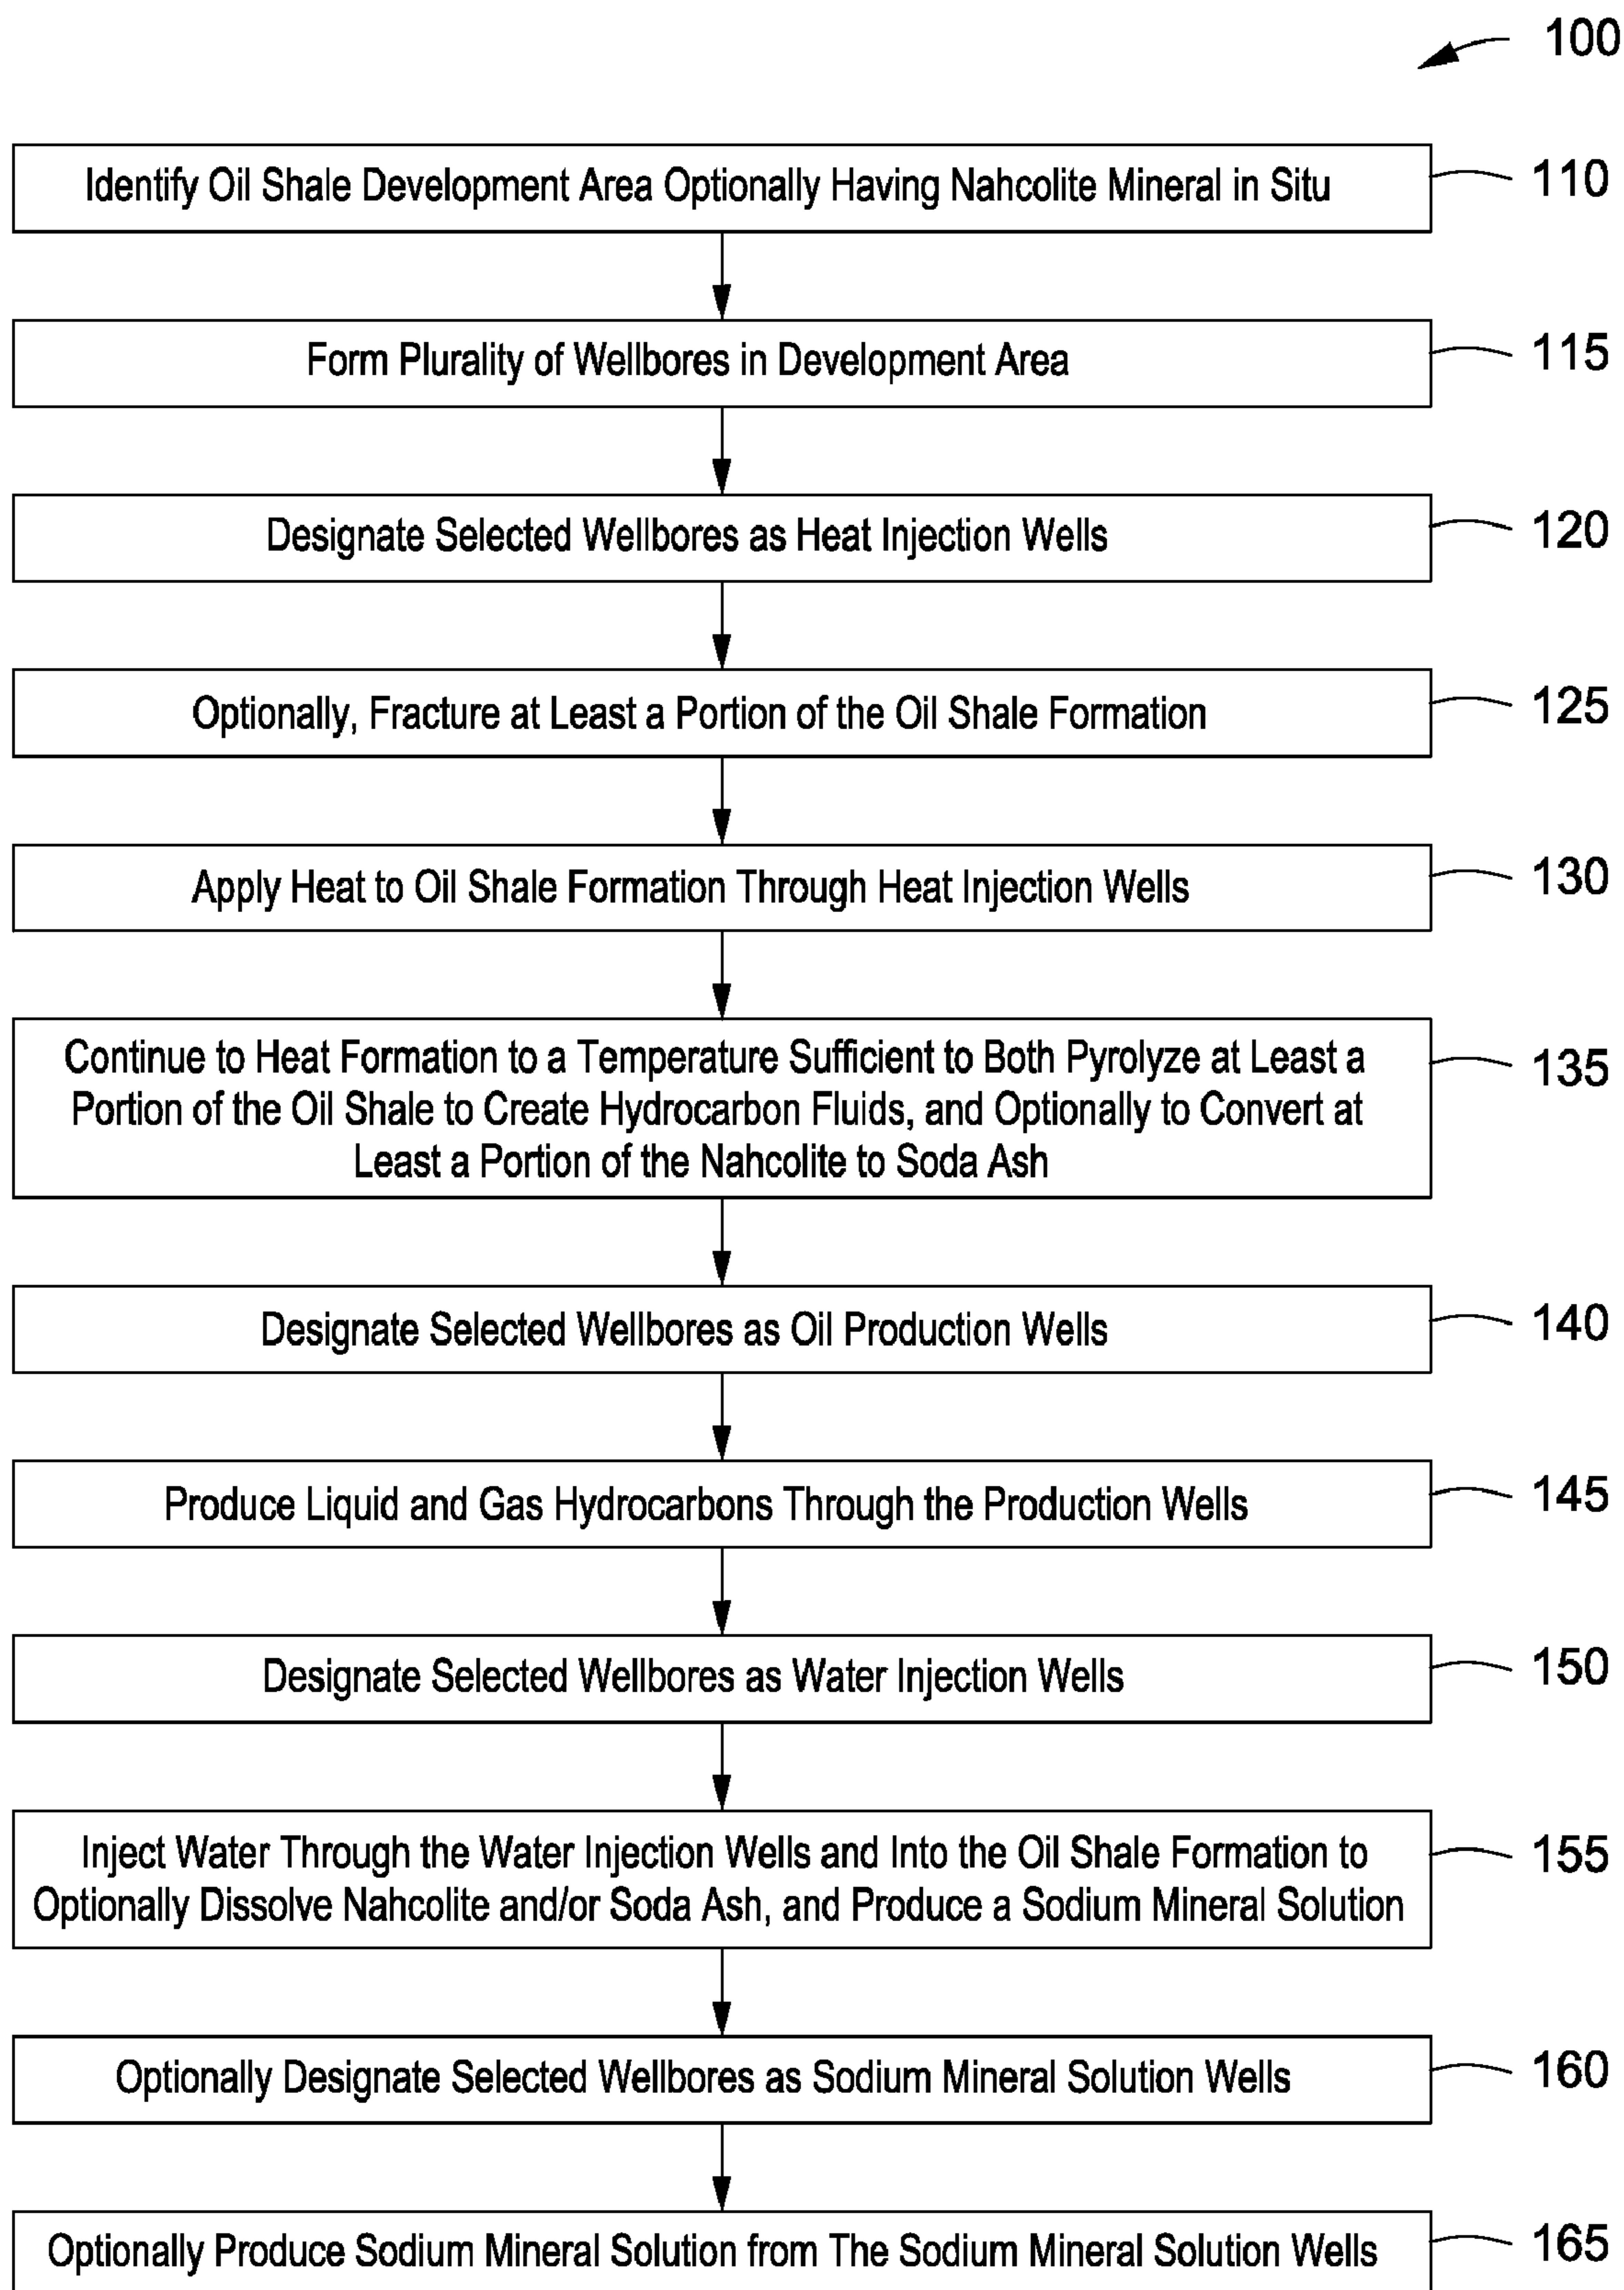 100
Identify Oil Shale Development Area Optionally Having Nahcolite Mineral in Situ
110
Form Plurality of Wellbores in Development Area
115
Designate Selected Wellbores as Heat Injection Wells
120
Optionally, Fracture at Least a Portion of the Oil Shale Formation
125
Apply Heat to Oil Shale Formation Through Heat Injection Wells
130
Continue to Heat Formation to a Temperature Sufficient to Both Pyrolyze at Least a
Portion of the Oil Shale to Create Hydrocarbon Fluids, and Optionally to Convert at
Least a Portion of the Nahcolite to Soda Ash
135
Designate Selected Wellbores as Oil Production Wells
140
Produce Liquid and Gas Hydrocarbons Through the Production Wells
145
Designate Selected Wellbores as Water Injection Wells
150
Inject Water Through the Water Injection Wells and Into the Oil Shale Formation to
Optionally Dissolve Nahcolite and/or Soda Ash, and Produce a Sodium Mineral Solution
155
Optionally Designate Selected Wellbores as Sodium Mineral Solution Wells
160
Optionally Produce Sodium Mineral Solution from The Sodium Mineral Solution Wells
165